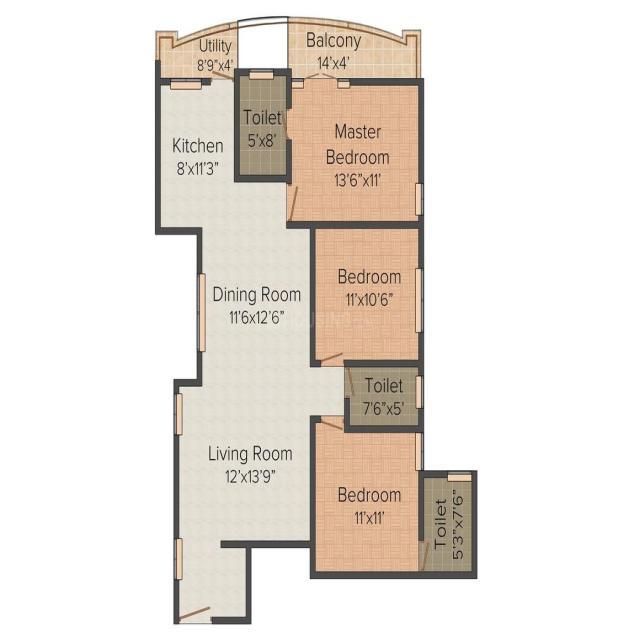 Utility
8'9"x4'
Balcony
14'x4'
Toilet
5'x8'
Kitchen
8'x11'3"
Master
Bedroom
13'6"x11'
Bedroom
11'x10'6"
Dining Room
11'6x12'6"
Toilet
7'6"x5'
Living Room
12'x13'9"
Bedroom
11'x11'
Toilet
5'3"x7'6"